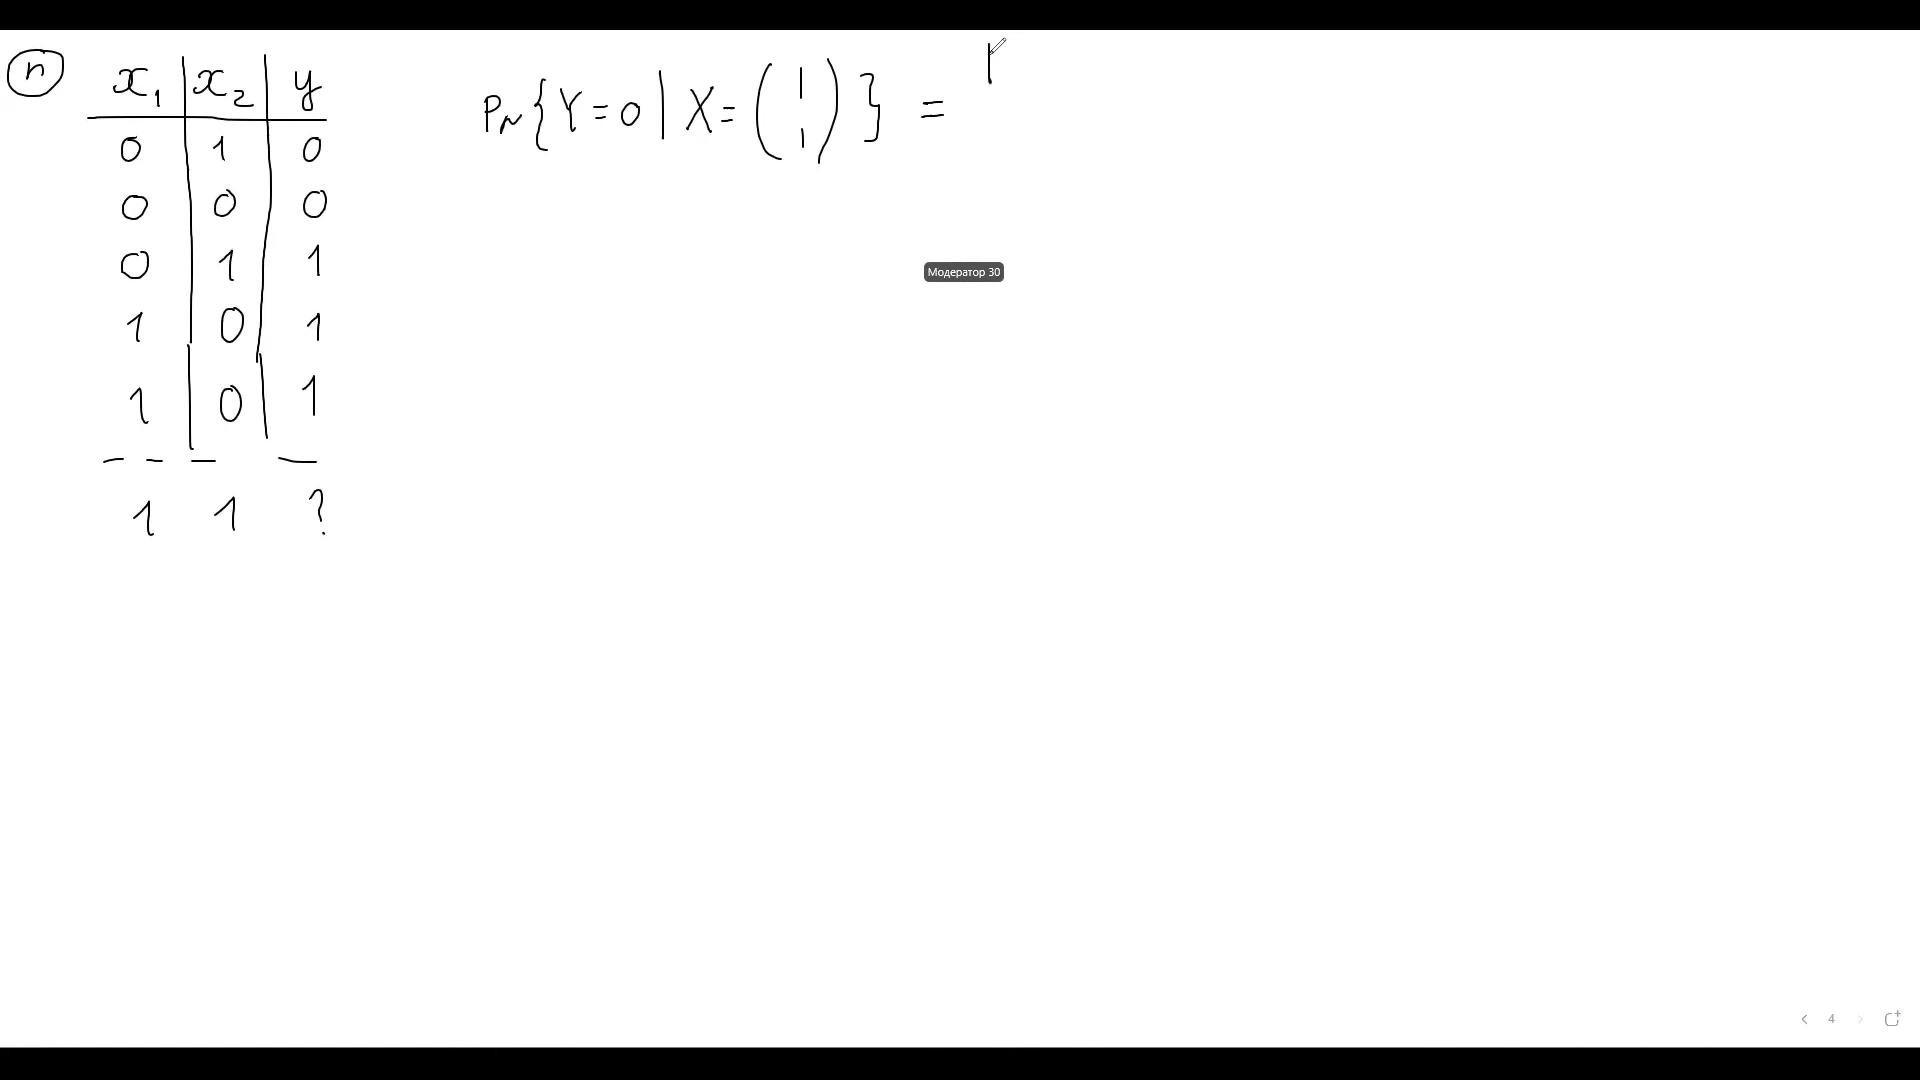 n x₁ x₂ y
Pr{Y=0|X=(1 1)} =
0 1 0
0 0 0
0 1 1
Модератор 30
1 0 1
1 0 1
1 1 ?
4